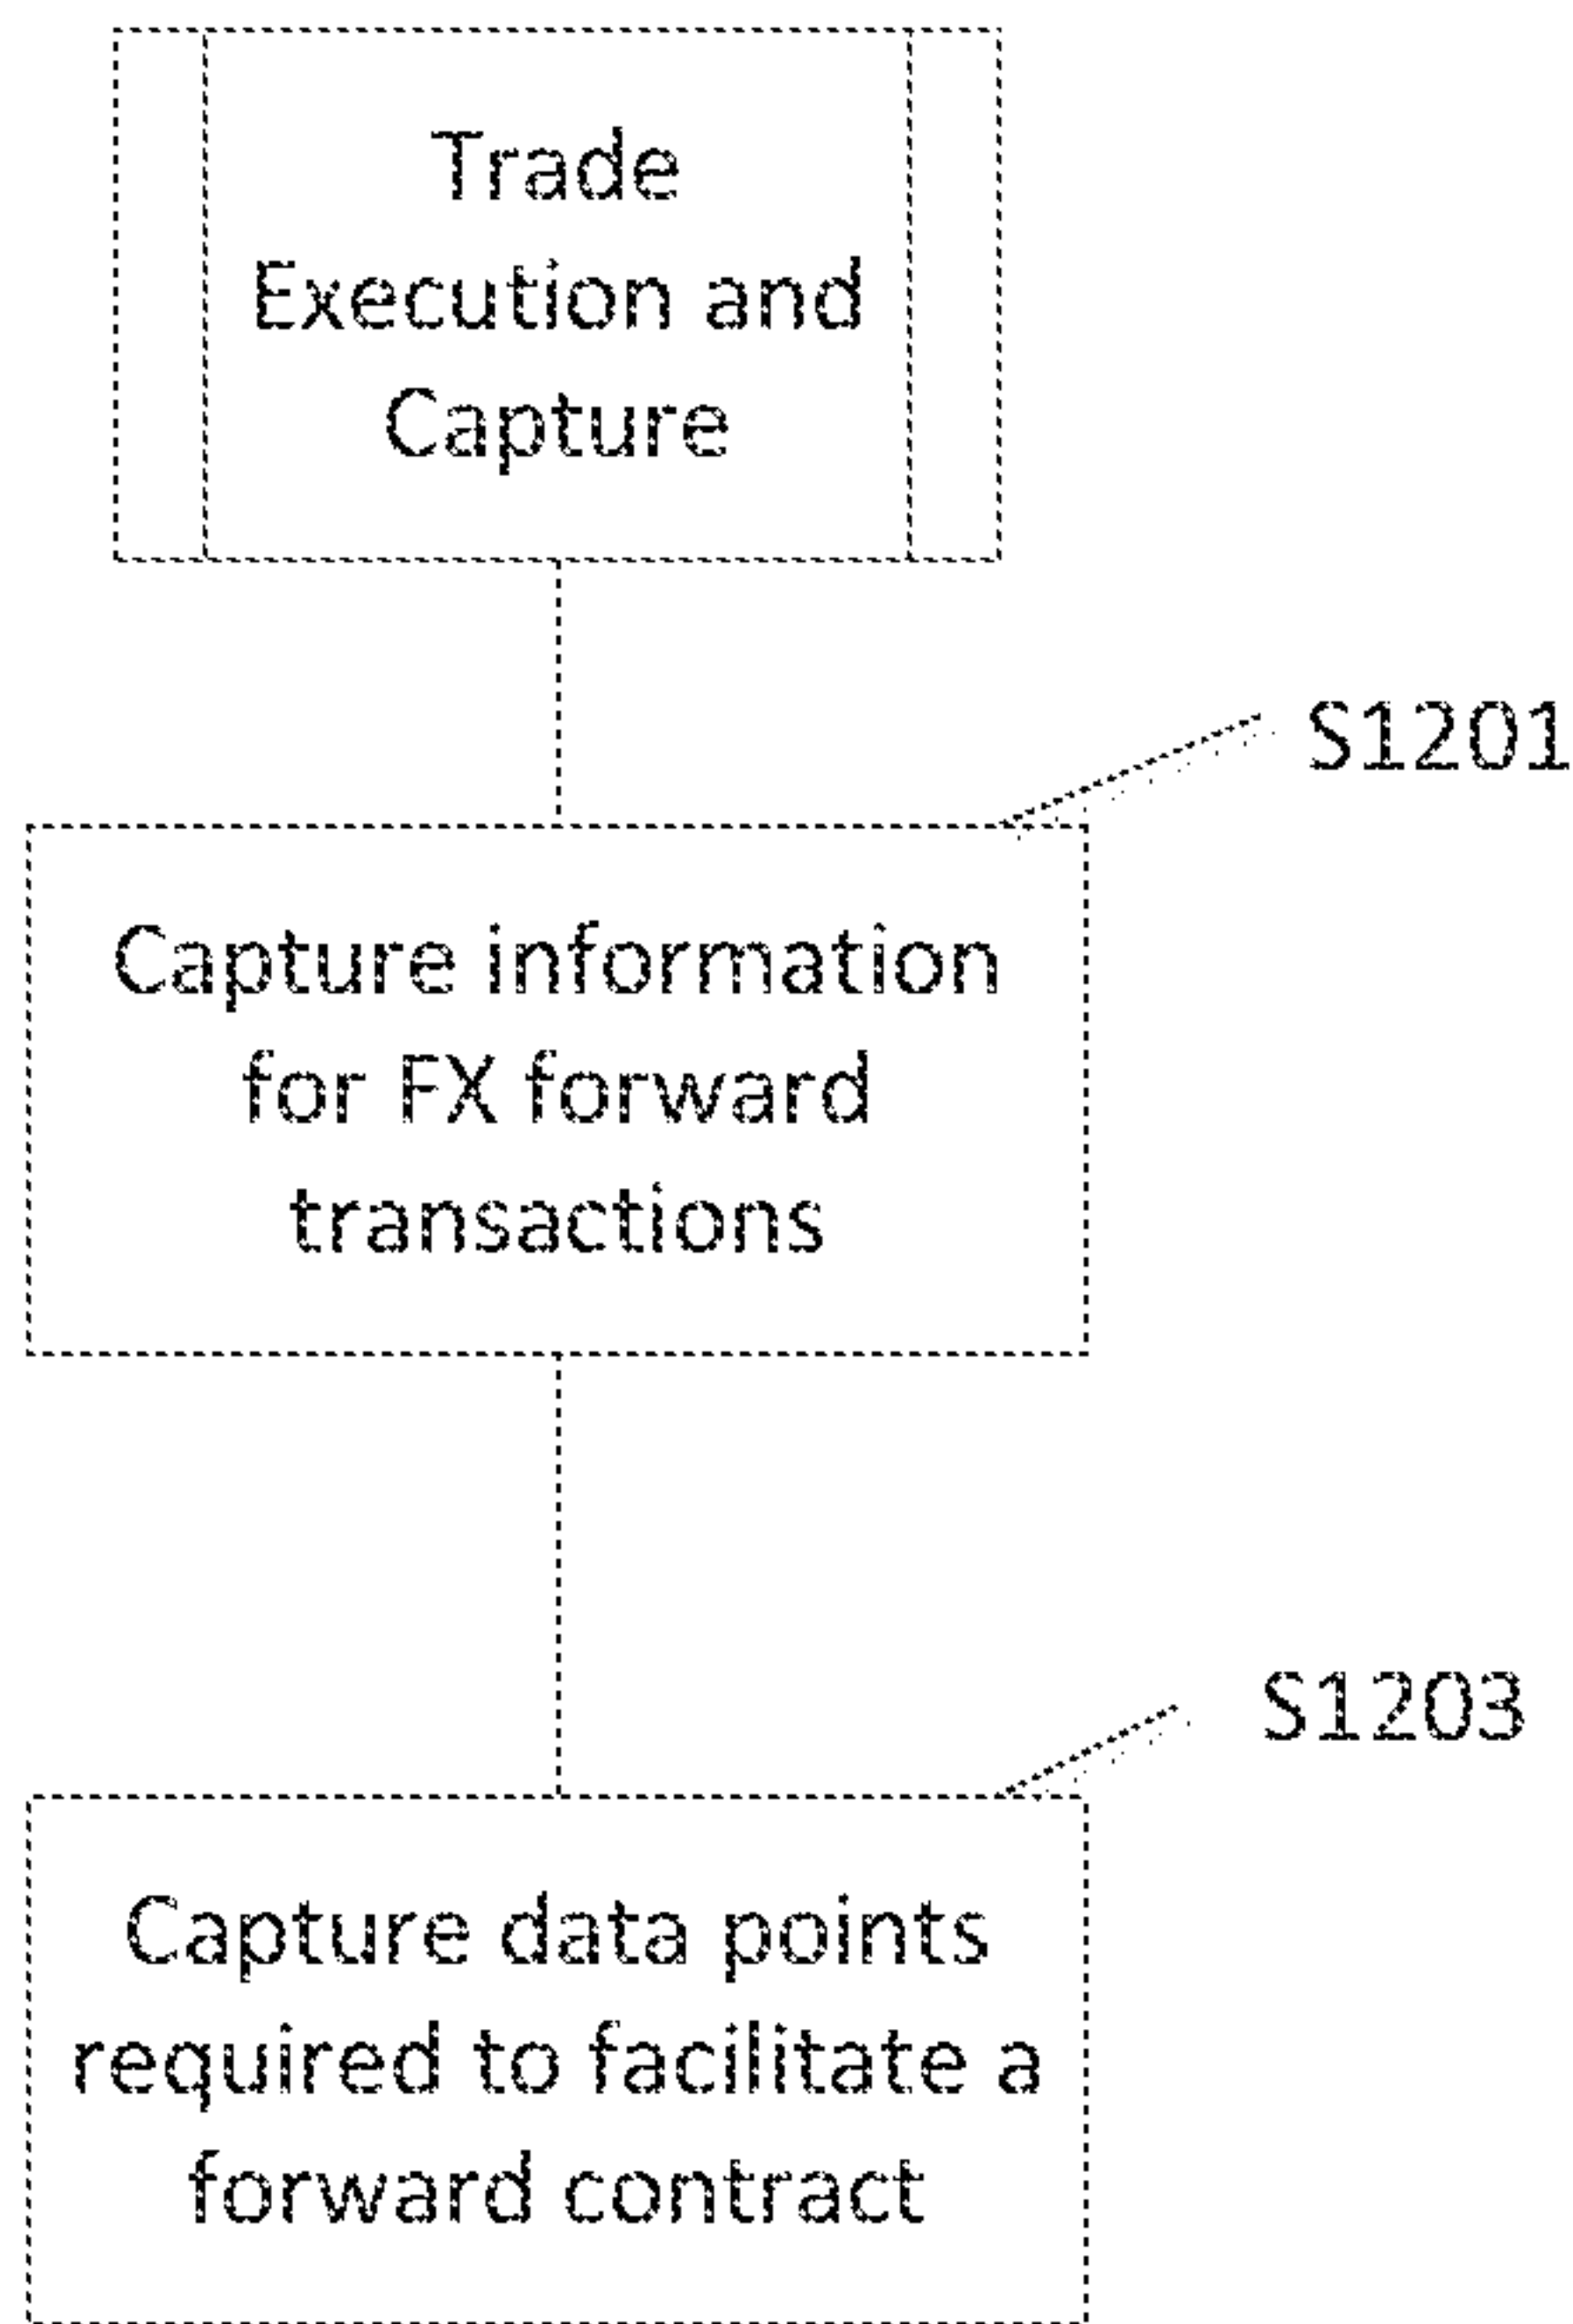 Trade
Execution and
Capture
S1201
Capture information
for FX forward
transactions
S1203
Capture data points
required to facilitate a
forward contract